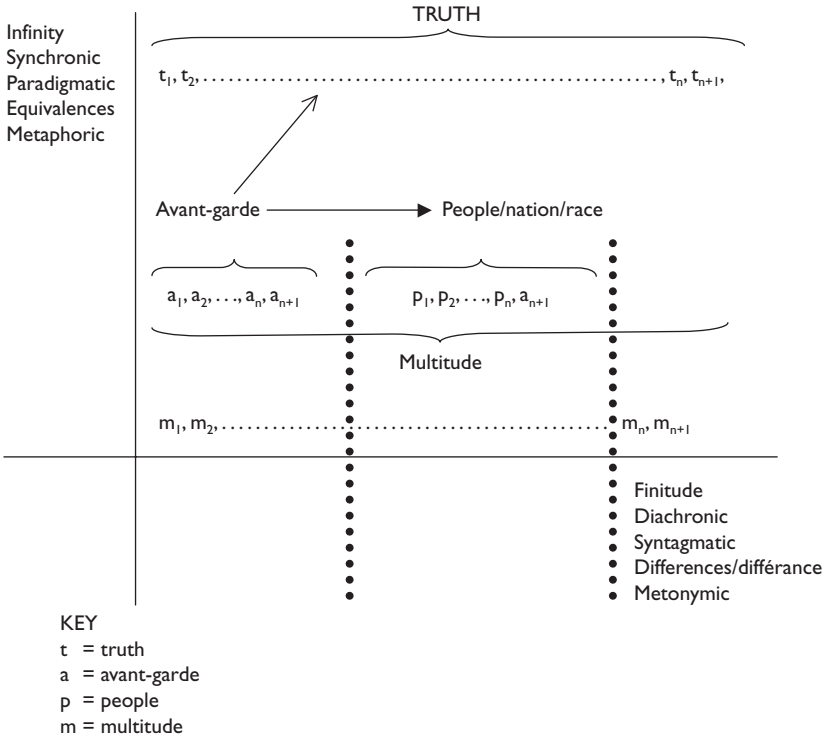 TRUTH
Infinity
Synchronic
Paradigmatic
Equivalences
Metaphoric
t₁, t₂,..............................................................., tₙ, tₙ₊₁,
Avant-garde
People/nation/race
a₁, a₂, . . ., aₙ, aₙ₊₁
p₁, p₂, . . ., pₙ, aₙ₊₁
Multitude
m₁, m₂,...................................................... mₙ, mₙ₊₁
Finitude
Diachronic
Syntagmatic
Differences/différance
Metonymic
KEY
t = truth
a = avant-garde
p = people
m = multitude